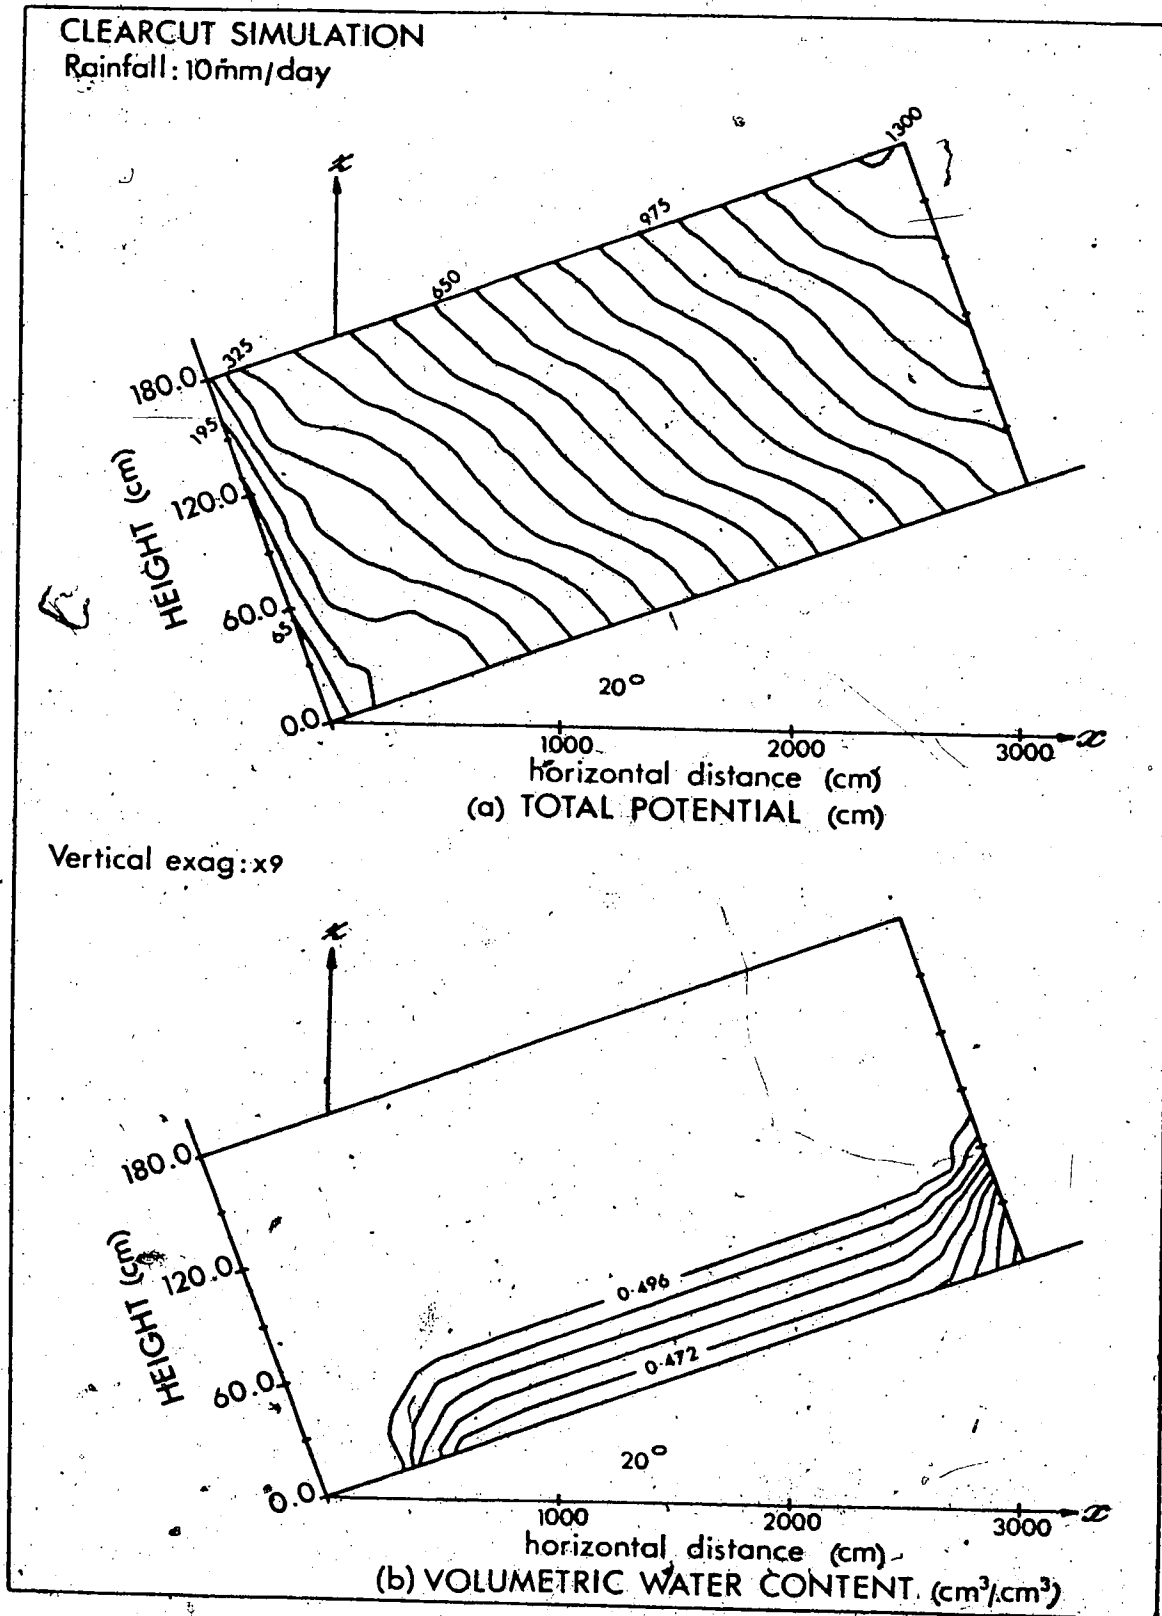 CLEARCUT SIMULATION
Rainfall: 10mm/day
1300
975
650
325
180.0
195
120.0
60.0
65
0.0
HEIGHT (cm)
20°
1000 2000 3000 x
horizontal distance (cm)
(a) TOTAL POTENTIAL (cm)
Vertical exag: x9
180.0
120.0
60.0
0.0
HEIGHT (cm)
0·496
0·472
20°
1000 2000 3000 x
horizontal distance (cm)
(b) VOLUMETRIC WATER CONTENT (cm³/cm³)